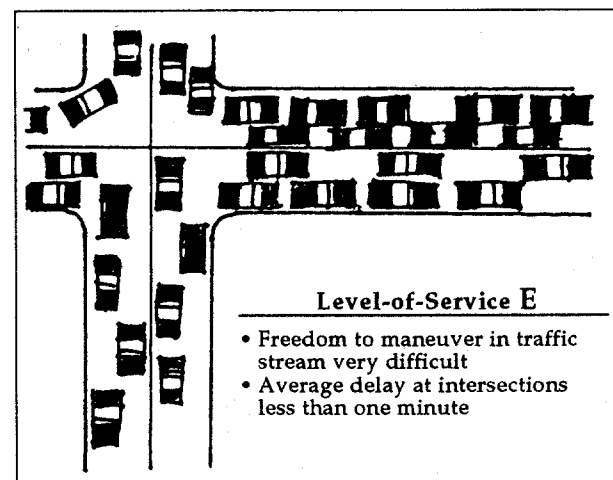 Level-of-Service E
• Freedom to maneuver in traffic
stream very difficult
• Average delay at intersections
less than one minute